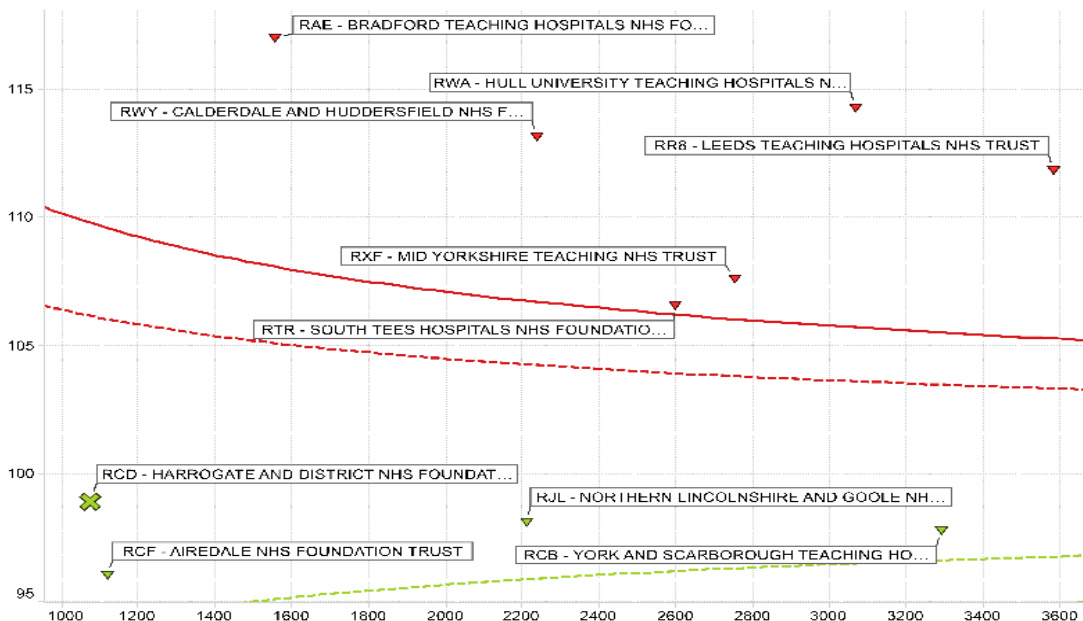 RAE - BRADFORD TEACHING HOSPITALS NHS FO...
115
RWA - HULL UNIVERSITY TEACHING HOSPITALS N...
RWY - CALDERDALE AND HUDDERSFIELD NHS F...
RR8 - LEEDS TEACHING HOSPITALS NHS TRUST
110
RXF - MID YORKSHIRE TEACHING NHS TRUST
RTR - SOUTH TEES HOSPITALS NHS FOUNDATIO...
105
100
RCD - HARROGATE AND DISTRICT NHS FOUNDAT...
RJL - NORTHERN LINCOLNSHIRE AND GOOLE NH...
RCF - AIREDALE NHS FOUNDATION TRUST
RCB - YORK AND SCARBOROUGH TEACHING HO...
95
1000 1200 1400 1600 1800 2000 2200 2400 2600 2800 3000 3200 3400 3600